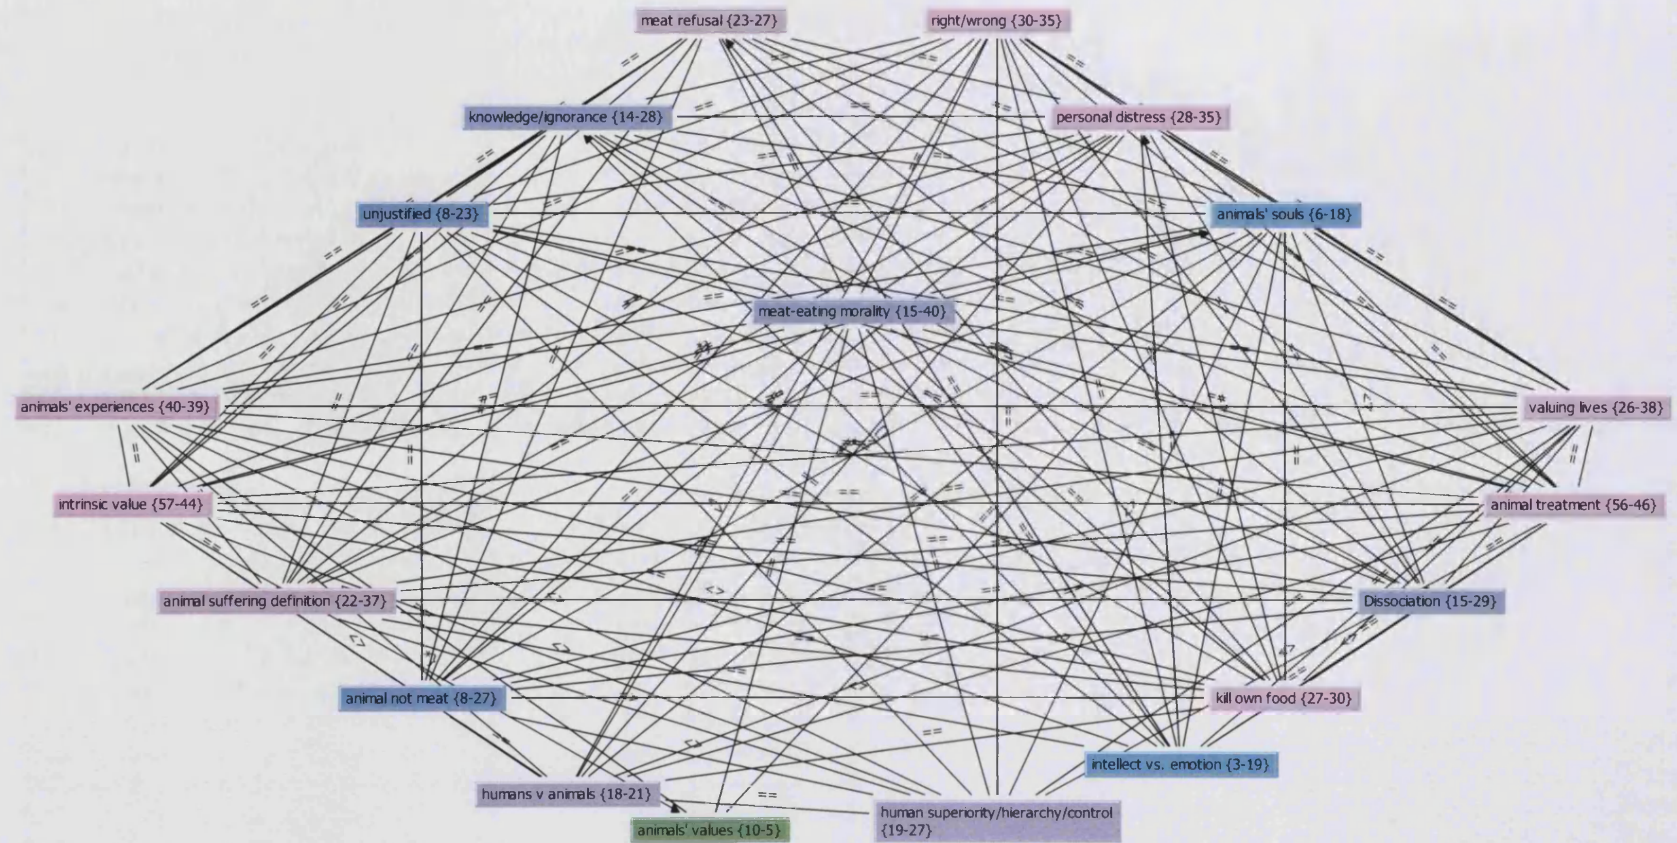 meat refusal {23-27}
right/wrong {30-35}
knowledge/ignorance {14-28}
personal distress {28-35}
unjustified {8-23}
animals' souls {6-18}
meat-eating morality {15-40}
animals' experiences {40-39}
valuing lives {26-38}
intrinsic value {57-44}
animal treatment {56-46}
animal suffering definition {22-37}
Dissociation {15-29}
animal not meat {8-27}
kill own food {27-30}
intellect vs. emotion {3-19}
humans v animals {18-21}
human superiority/hierarchy/control
{19-27}
animals' values {10-5}